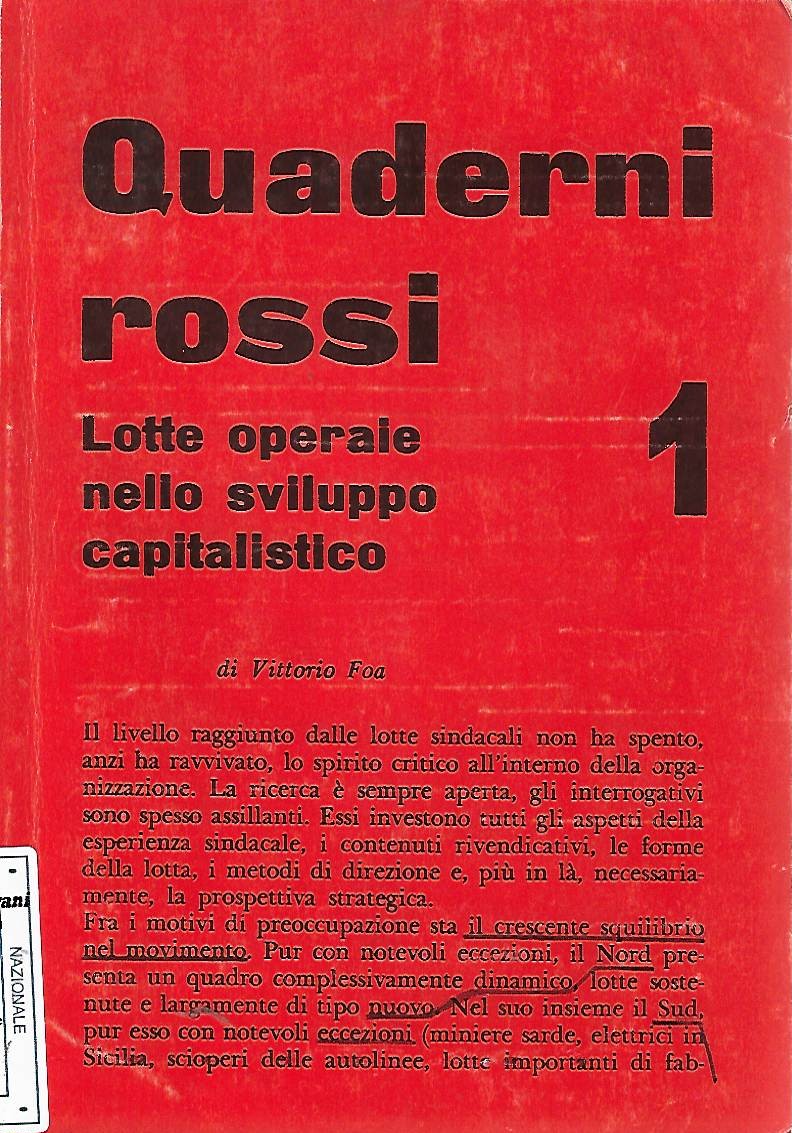 Quaderni
rossi
1
Lotte operaie
nello sviluppo
capitalistico
di Vittorio Foa
Il livello raggiunto dalle lotte sindacali non ha spento,
anzi ha ravvivato, lo spirito critico all'interno della orga-
nizzazione. La ricerca è sempre aperta, gli interrogativi
sono spesso assillanti. Essi investono tutti gli aspetti della
esperienza sindacale, i contenuti rivendicativi, le forme
della lotta, i metodi di direzione e, più in là, necessaria-
mente, la prospettiva strategica.
Fra i motivi di preoccupazione sta il crescente squilibrio
nel movimento. Pur con notevoli eccezioni, il Nord pre-
senta un quadro complessivamente dinamico, lotte soste-
nute e largamente di tipo nuovo. Nel suo insieme il Sud,
pur esso con notevoli eccezioni (miniere sarde, elettrici in
Sicilia, scioperi delle autolinee, lotte importanti di fab-
NAZIONALE